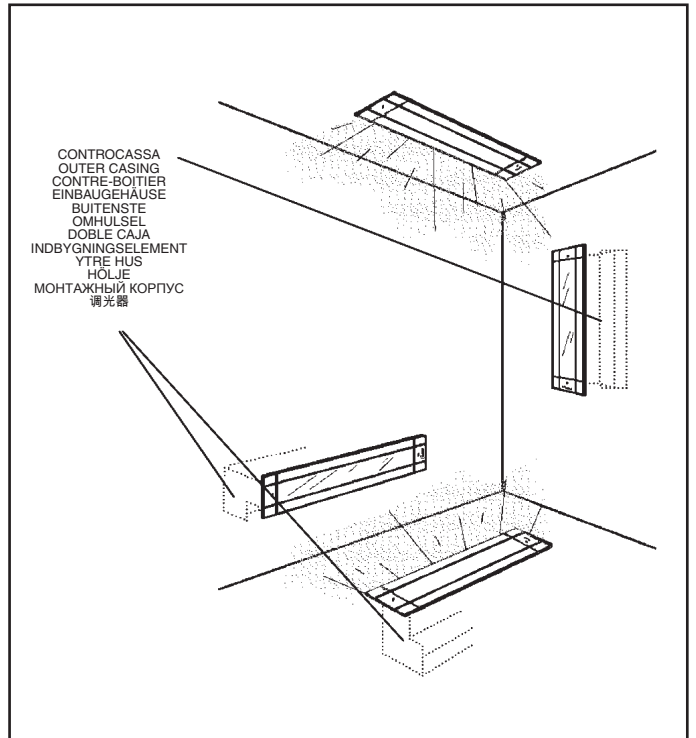 CONTROCASSA
OUTER CASING
CONTRE-BOITIER
EINBAUGEHÄUSE
BUITENSTE
OMHULSEL
DOBLE CAJA
INDBYGNINGSELEMENT
YTRE HUS
HÖLJE
МОНТАЖНЫЙ КОРПУС
调光器